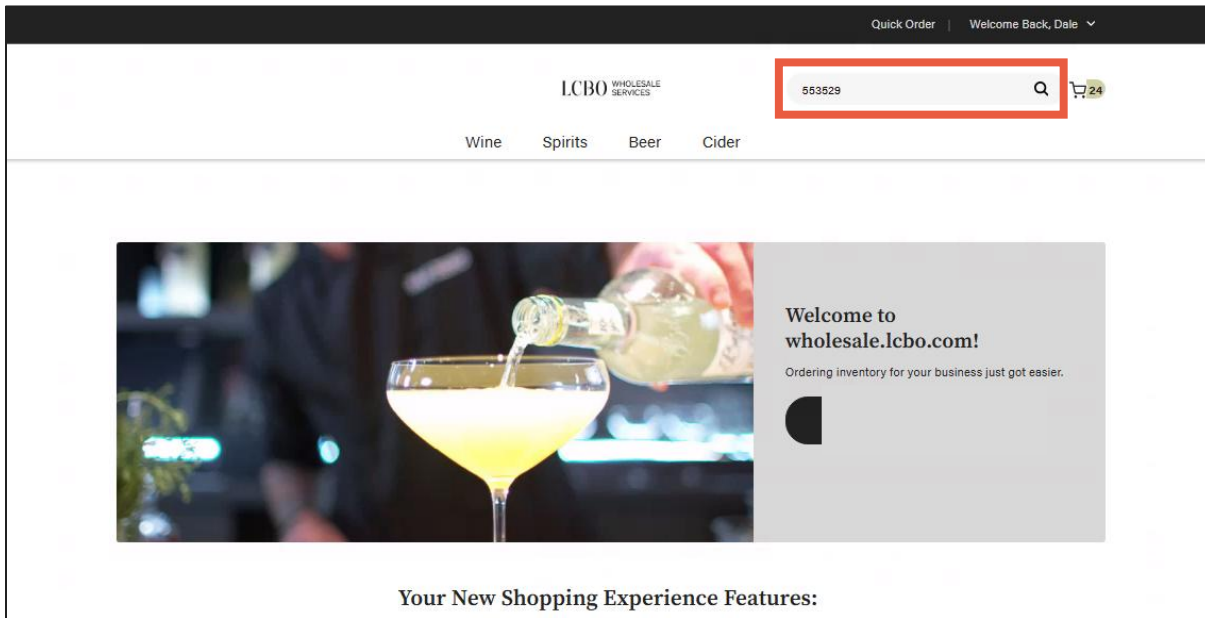 Quick Order | Welcome Back, Dale
LCBO WHOLESALE SERVICES
553529
24
Wine Spirits Beer Cider
Welcome to
wholesale.lcbo.com!
Ordering inventory for your business just got easier.
Your New Shopping Experience Features: